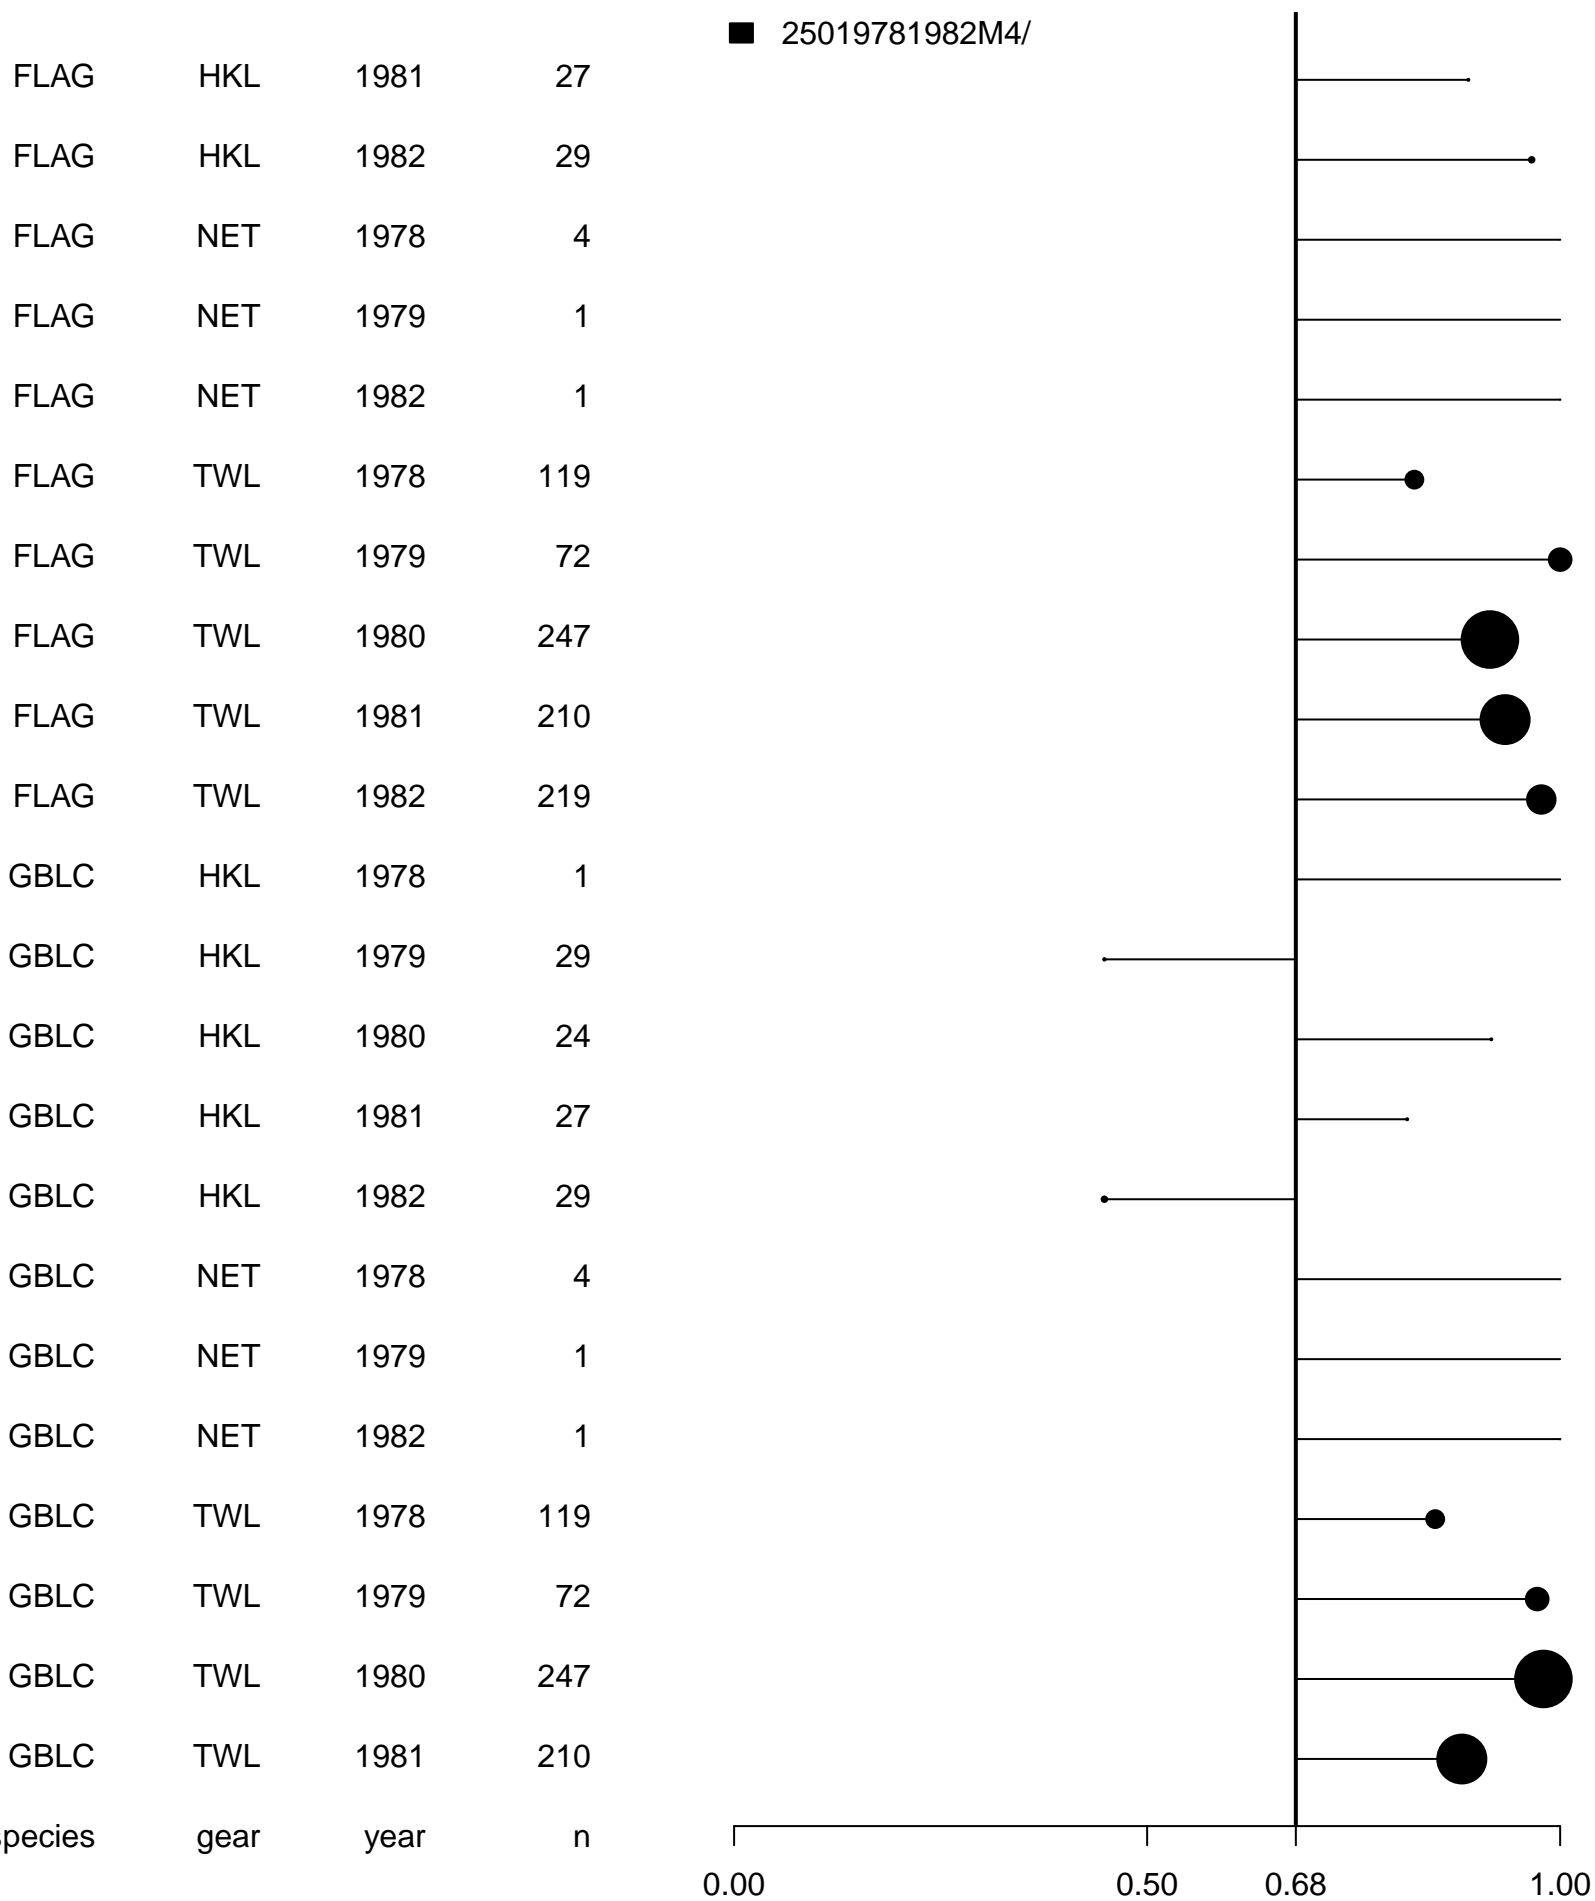 25019781982M4/
FLAG HKL 1981 27
FLAG HKL 1982 29
FLAG NET 1978 4
FLAG NET 1979 1
FLAG NET 1982 1
FLAG TWL 1978 119
FLAG TWL 1979 72
FLAG TWL 1980 247
FLAG TWL 1981 210
FLAG TWL 1982 219
GBLC HKL 1978 1
GBLC HKL 1979 29
GBLC HKL 1980 24
GBLC HKL 1981 27
GBLC HKL 1982 29
GBLC NET 1978 4
GBLC NET 1979 1
GBLC NET 1982 1
GBLC TWL 1978 119
GBLC TWL 1979 72
GBLC TWL 1980 247
GBLC TWL 1981 210
pecies gear year n
0.00 0.50 0.68 1.00